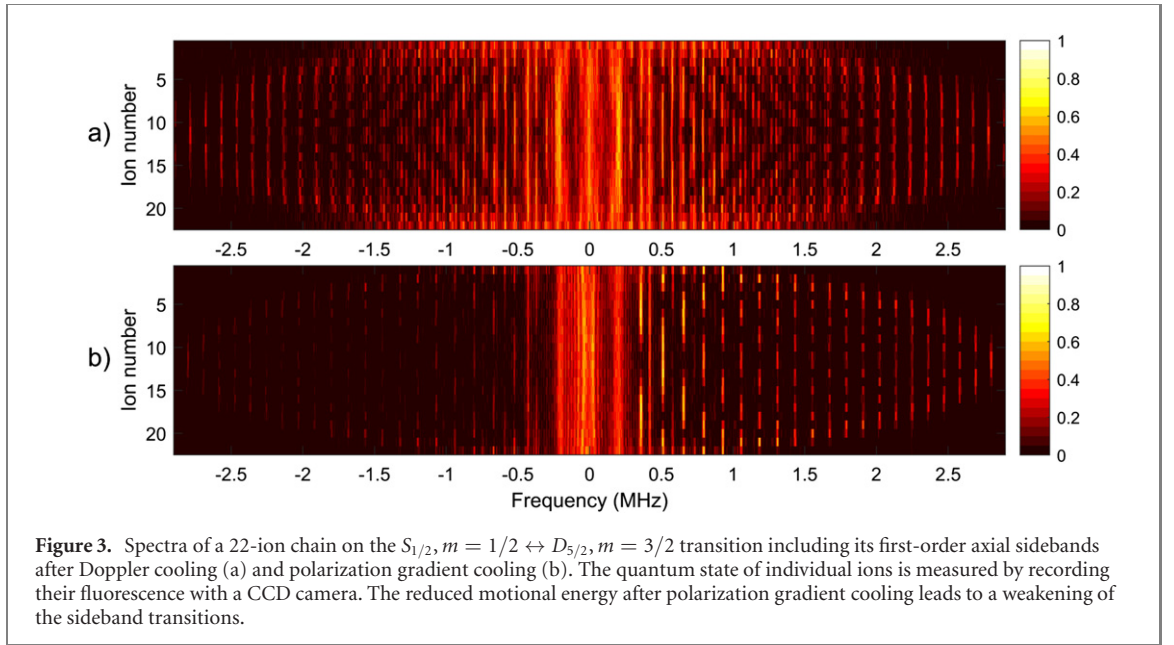 a)
Ion number
5
10
15
20
-2.5 -2 -1.5 -1 -0.5 0 0.5 1 1.5 2 2.5
1
0.8
0.6
0.4
0.2
0
b)
Ion number
5
10
15
20
-2.5 -2 -1.5 -1 -0.5 0 0.5 1 1.5 2 2.5
1
0.8
0.6
0.4
0.2
0
Frequency (MHz)
Figure 3. Spectra of a 22-ion chain on the S1/2, m = 1/2 ↔ D5/2, m = 3/2 transition including its first-order axial sidebands
after Doppler cooling (a) and polarization gradient cooling (b). The quantum state of individual ions is measured by recording
their fluorescence with a CCD camera. The reduced motional energy after polarization gradient cooling leads to a weakening of
the sideband transitions.